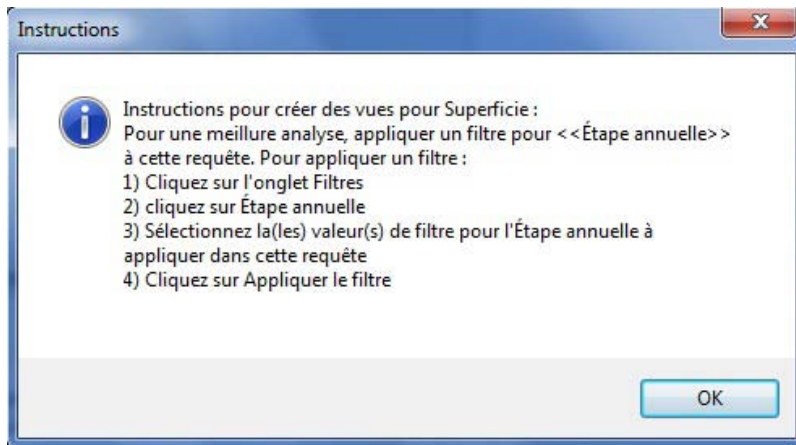 Instructions
Instructions pour créer des vues pour Superficie :
Pour une meillure analyse, appliquer un filtre pour <<Étape annuelle>>
à cette requête. Pour appliquer un filtre :
1) Cliquez sur l'onglet Filtres
2) cliquez sur Étape annuelle
3) Sélectionnez la(les) valeur(s) de filtre pour l'Étape annuelle à
appliquer dans cette requête
4) Cliquez sur Appliquer le filtre
OK